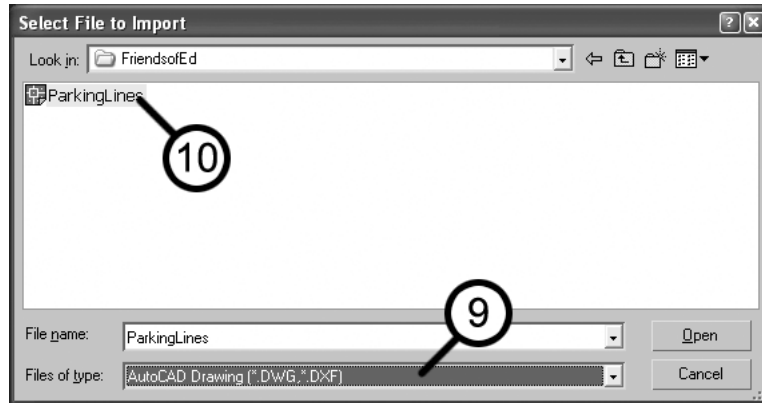 Select File to Import
Look in: FriendsofEd
ParkingLines
10
9
File name: ParkingLines Open
Files of type: AutoCAD Drawing (*.DWG,*.DXF) Cancel